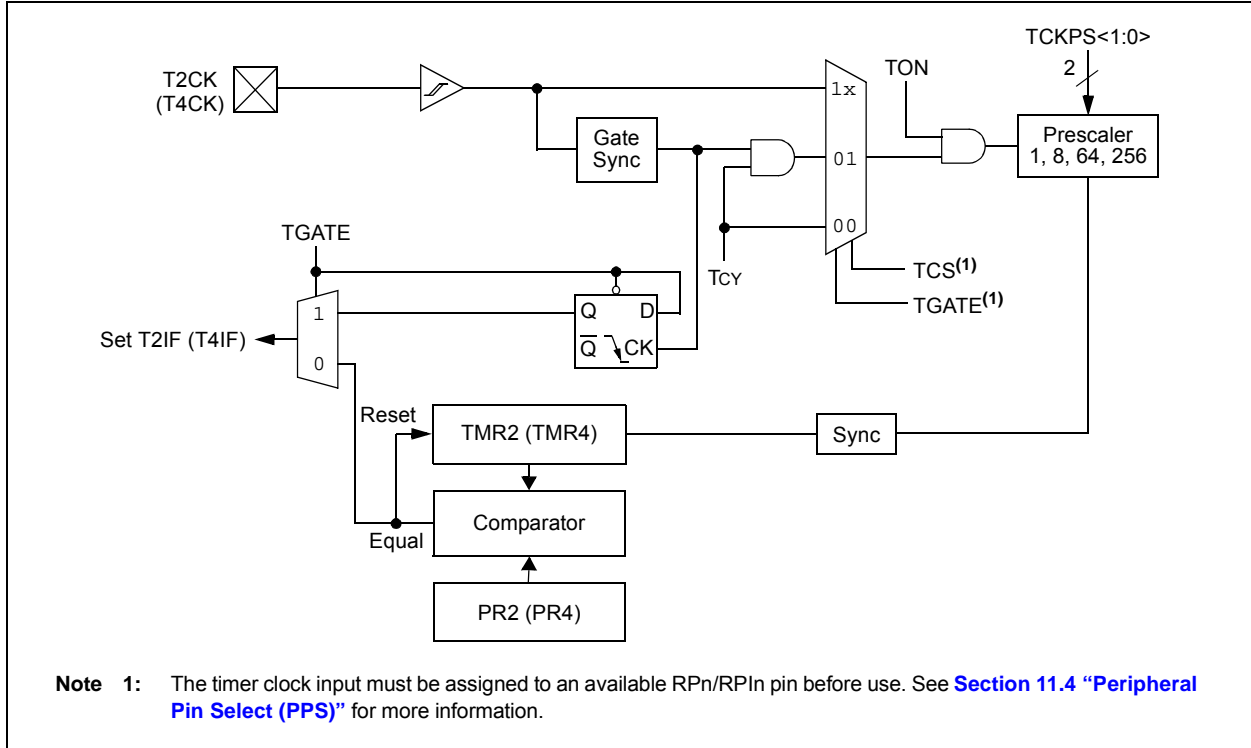 TCKPS<1:0>
2
T2CK
(T4CK)
TON
1x
Gate
Sync
01
Prescaler
1, 8, 64, 256
00
TGATE
TCY
TCS(1)
TGATE(1)
1
Q
D
Set T2IF (T4IF)
Q
CK
0
Reset
TMR2 (TMR4)
Sync
Comparator
Equal
PR2 (PR4)
Note 1: The timer clock input must be assigned to an available RPn/RPIn pin before use. See Section 11.4 “Peripheral
Pin Select (PPS)” for more information.